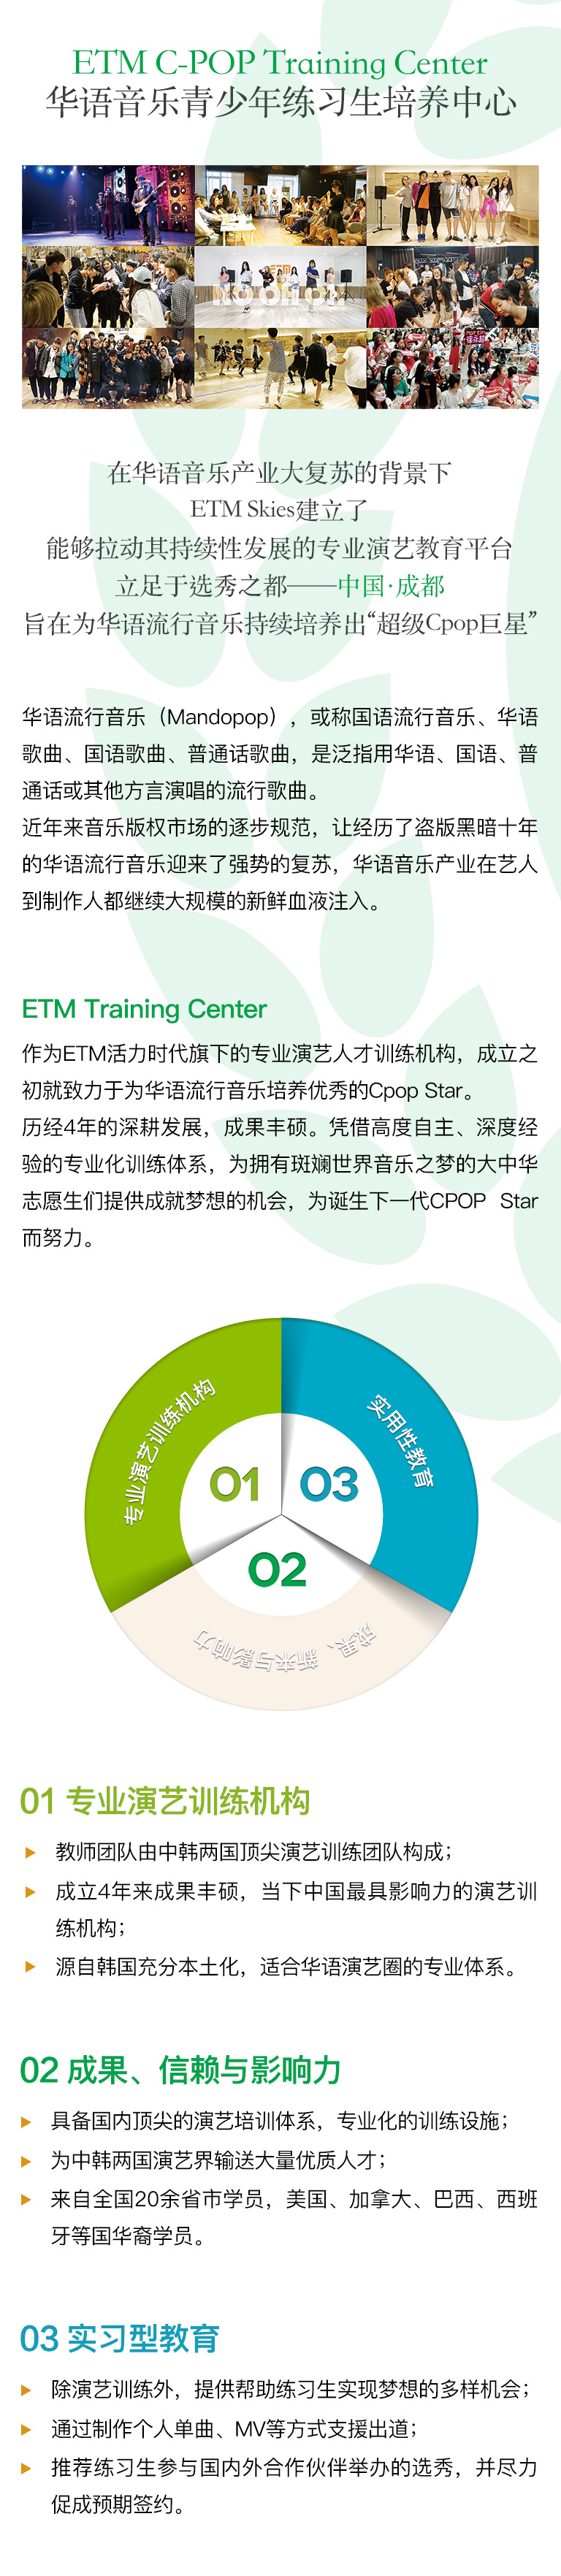 ETM C-POP Training Center
华语音乐青少年练习生培养中心
在华语音乐产业大复苏的背景下
ETM Skies建立了
能够拉动其持续性发展的专业演艺教育平台
立足于选秀之都——中国·成都
旨在为华语流行音乐持续培养出“超级Cpop巨星”
华语流行音乐（Mandopop），或称国语流行音乐、华语
歌曲、国语歌曲、普通话歌曲，是泛指用华语、国语、普
通话或其他方言演唱的流行歌曲。
近年来音乐版权市场的逐步规范，让经历了盗版黑暗十年
的华语流行音乐迎来了强势的复苏，华语音乐产业在艺人
到制作人都继续大规模的新鲜血液注入。
ETM Training Center
作为ETM活力时代旗下的专业演艺人才训练机构，成立之
初就致力于为华语流行音乐培养优秀的Cpop Star。
历经4年的深耕发展，成果丰硕。凭借高度自主、深度经
验的专业化训练体系，为拥有斑斓世界音乐之梦的大中华
志愿生们提供成就梦想的机会，为诞生下一代CPOP Star
而努力。
专业演艺训练机构
实用性教育
01
03
02
成果、新来与影响力
01 专业演艺训练机构
教师团队由中韩两国顶尖演艺训练团队构成；
成立4年来成果丰硕，当下中国最具影响力的演艺训
练机构；
源自韩国充分本土化，适合华语演艺圈的专业体系。
02 成果、信赖与影响力
具备国内顶尖的演艺培训体系，专业化的训练设施；
为中韩两国演艺界输送大量优质人才；
来自全国20余省市学员，美国、加拿大、巴西、西班
牙等国华裔学员。
03 实习型教育
除演艺训练外，提供帮助练习生实现梦想的多样机会；
通过制作个人单曲、MV等方式支援出道；
推荐练习生参与国内外合作伙伴举办的选秀，并尽力
促成预期签约。